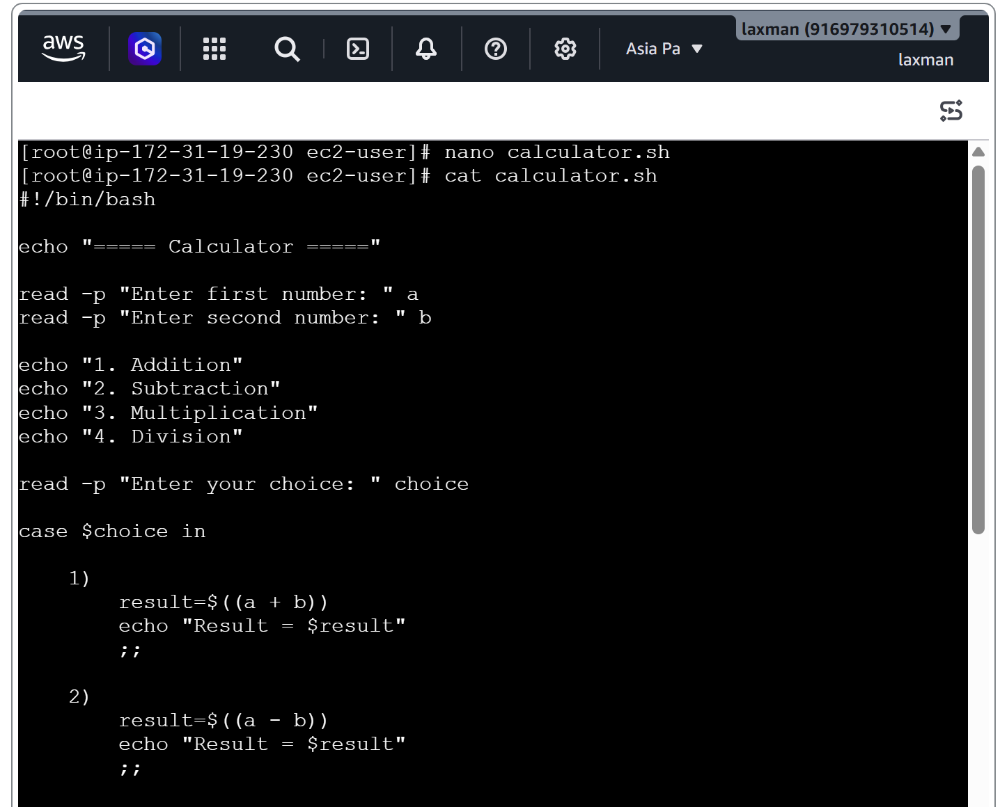 aws
Asia Pa
laxman (916979310514)
laxman
[root@ip-172-31-19-230 ec2-user]# nano calculator.sh
[root@ip-172-31-19-230 ec2-user]# cat calculator.sh
#!/bin/bash

echo "===== Calculator ====="

read -p "Enter first number: " a
read -p "Enter second number: " b

echo "1. Addition"
echo "2. Subtraction"
echo "3. Multiplication"
echo "4. Division"

read -p "Enter your choice: " choice

case $choice in

    1)
        result=$((a + b))
        echo "Result = $result"
        ;;

    2)
        result=$((a - b))
        echo "Result = $result"
        ;;